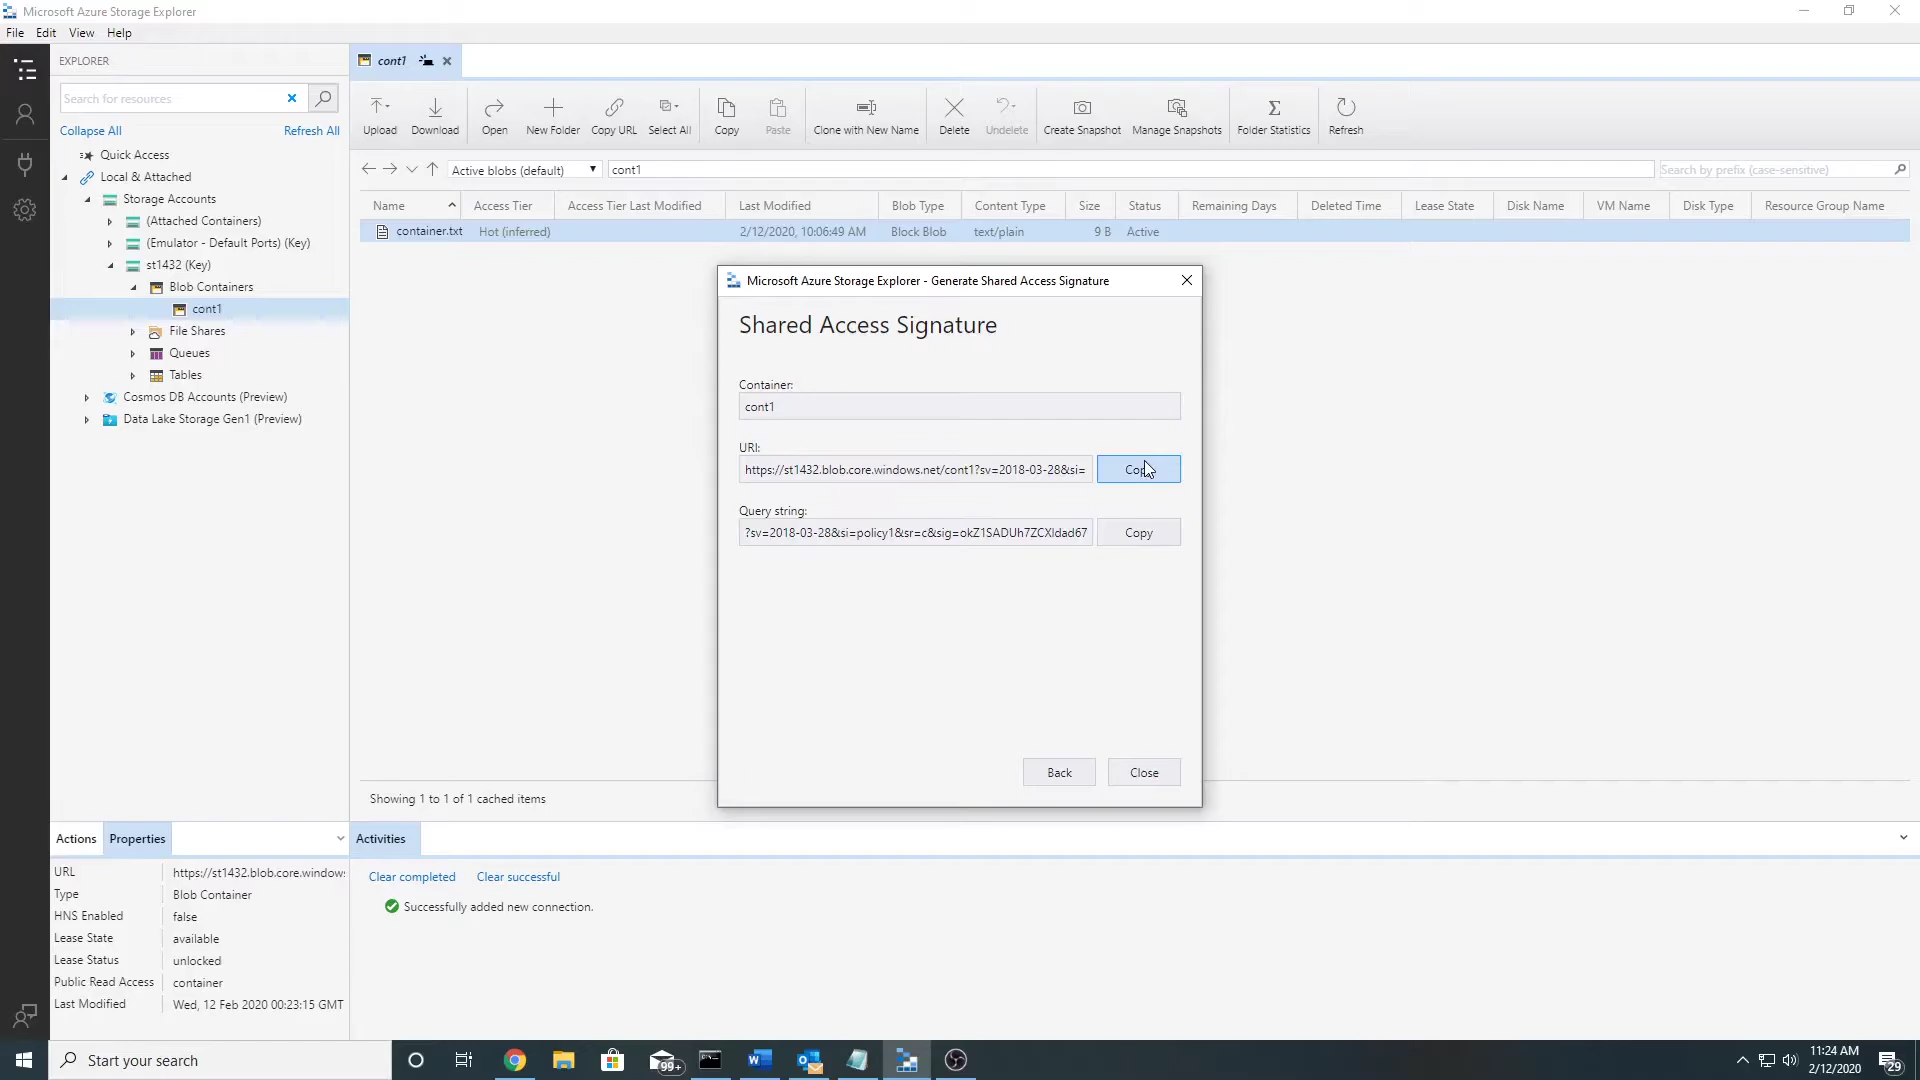 Microsoft Azure Storage Explorer
File Edit View Help
EXPLORER
cont1
Search for resources
Collapse All Refresh All
Upload Download Open New Folder Copy URL Select All Copy Paste Clone with New Name Delete Undelete Create Snapshot Manage Snapshots Folder Statistics Refresh
Quick Access
Local & Attached
Storage Accounts
(Attached Containers)
(Emulator - Default Ports) (Key)
st1432 (Key)
Blob Containers
cont1
File Shares
Queues
Tables
Cosmos DB Accounts (Preview)
Data Lake Storage Gen1 (Preview)
Active blobs (default) cont1 Search by prefix (case-sensitive)
Name Access Tier Access Tier Last Modified Last Modified Blob Type Content Type Size Status Remaining Days Deleted Time Lease State Disk Name VM Name Disk Type Resource Group Name
container.txt Hot (inferred) 2/12/2020, 10:06:49 AM Block Blob text/plain 9 B Active
Microsoft Azure Storage Explorer - Generate Shared Access Signature
Shared Access Signature
Container:
cont1
URI:
https://st1432.blob.core.windows.net/cont1?sv=2018-03-28&si=
Query string:
?sv=2018-03-28&si=policy1&sr=c&sig=okZ1SADUh7ZCXIdad67 Copy
Back Close
Showing 1 to 1 of 1 cached items
Actions Properties
URL https://st1432.blob.core.windows
Type Blob Container
HNS Enabled false
Lease State available
Lease Status unlocked
Public Read Access container
Last Modified Wed, 12 Feb 2020 00:23:15 GMT
Activities
Clear completed Clear successful
Successfully added new connection.
Start your search
99+
11:24 AM
2/12/2020
29